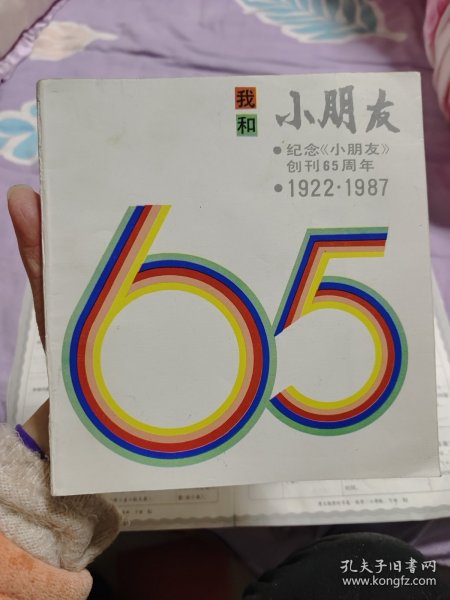 我和
小朋友
•纪念《小朋友》
创刊65周年
•1922·1987
65
孔夫子旧书网
www.kongfz.com